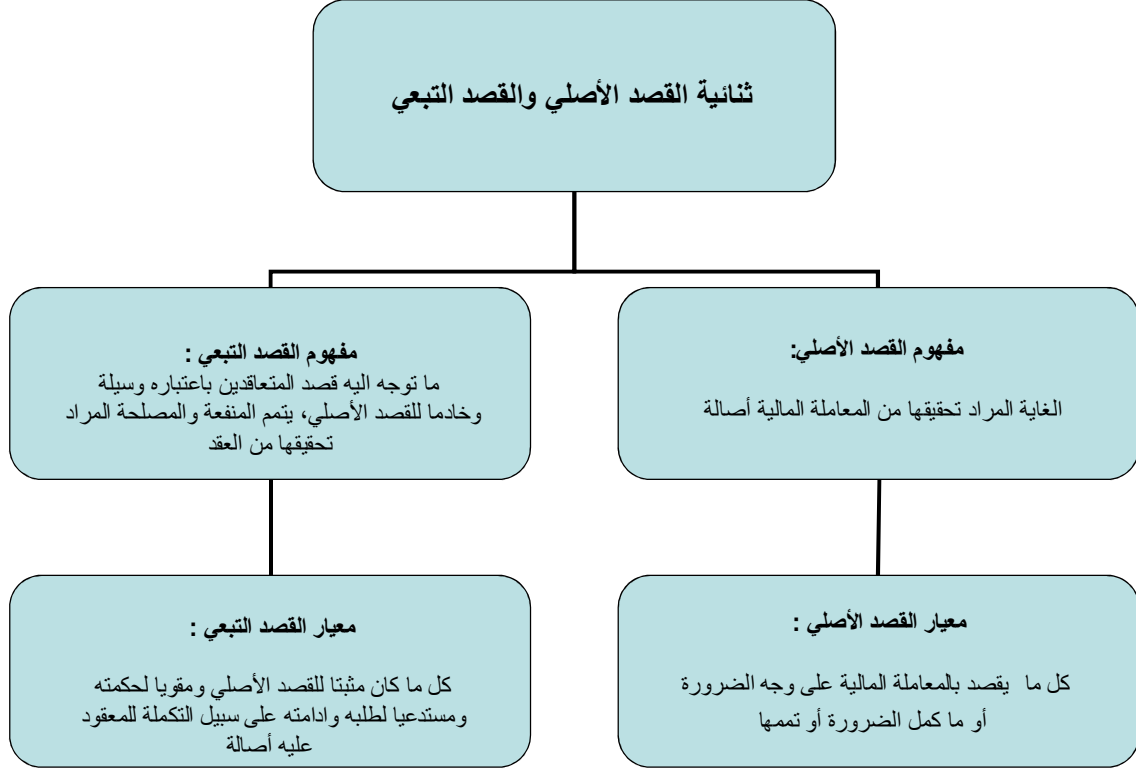 ثنائية القصد الأصلي والقصد التبعي
مفهوم القصد الأصلي:
الغاية المراد تحقيقها من المعاملة المالية أصالة
مفهوم القصد التبعي :
ما توجه اليه قصد المتعاقدين باعتباره وسيلة
وخادما للقصد الأصلي، يتمم المنفعة والمصلحة المراد
تحقيقها من العقد
معيار القصد الأصلي :
كل ما يقصد بالمعاملة المالية على وجه الضرورة
أو ما كمل الضرورة أو تممها
معيار القصد التبعي :
كل ما كان مثبتا للقصد الأصلي ومقويا لحكمته
ومستدعيا لطلبه وادامته على سبيل التكملة للمعقود
عليه أصالة